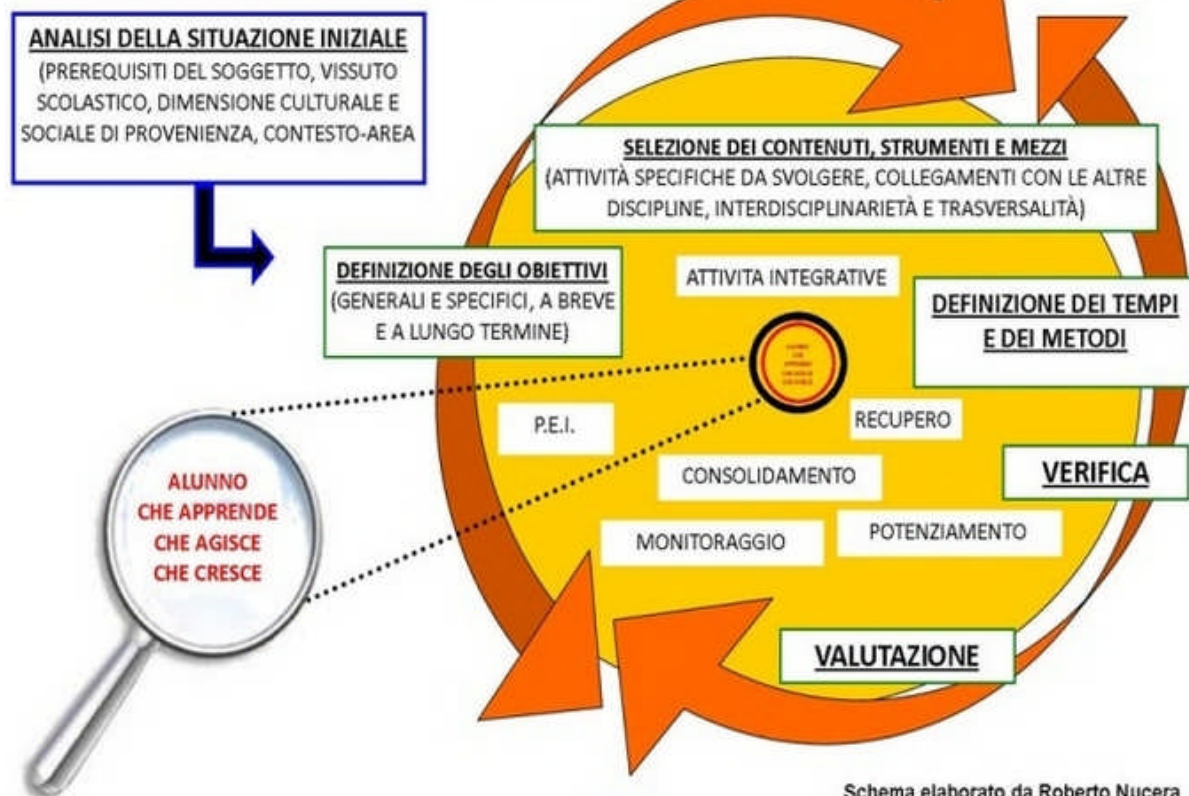 ANALISI DELLA SITUAZIONE INIZIALE
(PREREQUISITI DEL SOGGETTO, VISSUTO
SCOLASTICO, DIMENSIONE CULTURALE E
SOCIALE DI PROVENIENZA, CONTESTO-AREA
SELEZIONE DEI CONTENUTI, STRUMENTI E MEZZI
(ATTIVITÀ SPECIFICHE DA SVOLGERE, COLLEGAMENTI CON LE ALTRE
DISCIPLINE, INTERDISCIPLINARIETÀ E TRASVERSALITÀ)
DEFINIZIONE DEGLI OBIETTIVI
(GENERALI E SPECIFICI, A BREVE
E A LUNGO TERMINE)
ATTIVITA INTEGRATIVE
DEFINIZIONE DEI TEMPI
E DEI METODI
P.E.I.
RECUPERO
CONSOLIDAMENTO
VERIFICA
MONITORAGGIO
POTENZIAMENTO
ALUNNO
CHE APPRENDE
CHE AGISCE
CHE CRESCE
VALUTAZIONE
Schema elaborato da Roberto Nucera